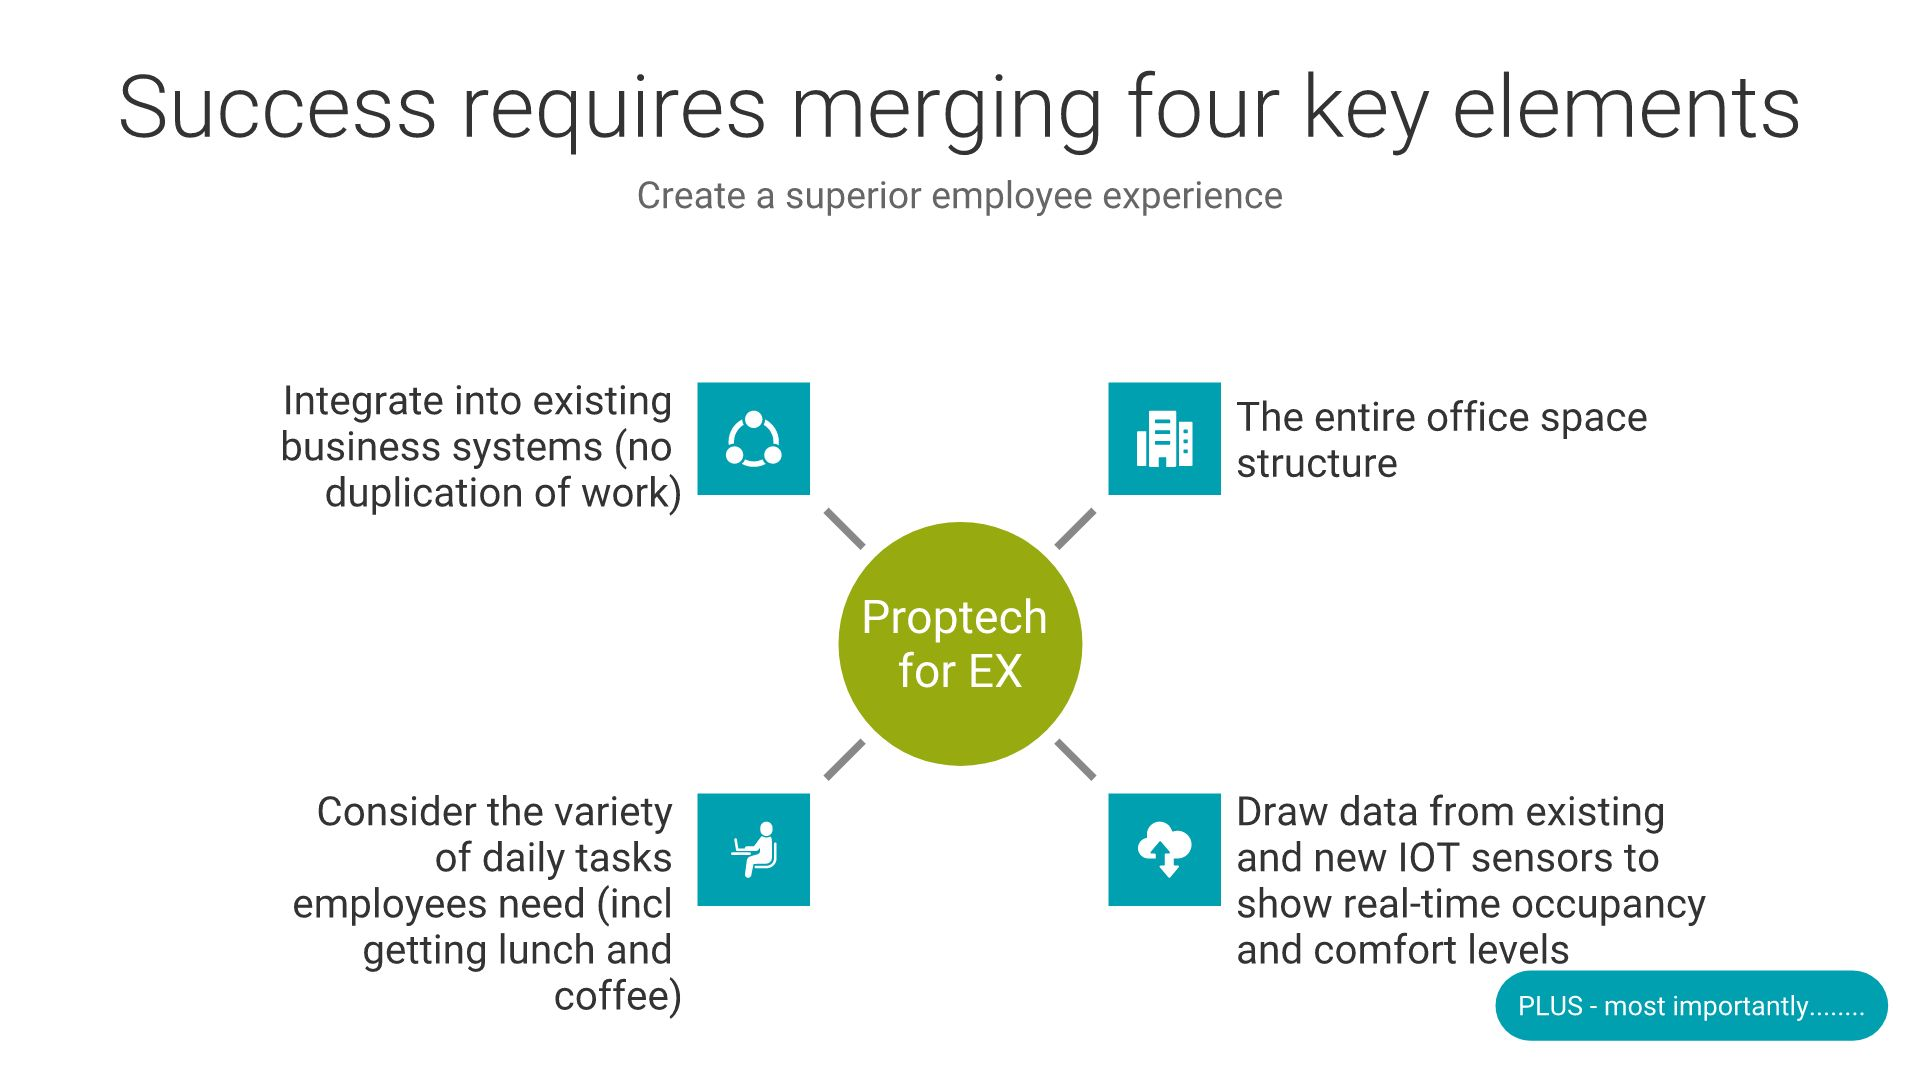 Success requires merging four key elements
Create a superior employee experience
Integrate into existing
business systems (no
duplication of work)
The entire office space
structure
Proptech
for EX
Consider the variety
of daily tasks
employees need (incl
getting lunch and
coffee)
Draw data from existing
and new IOT sensors to
show real-time occupancy
and comfort levels
PLUS - most importantly........